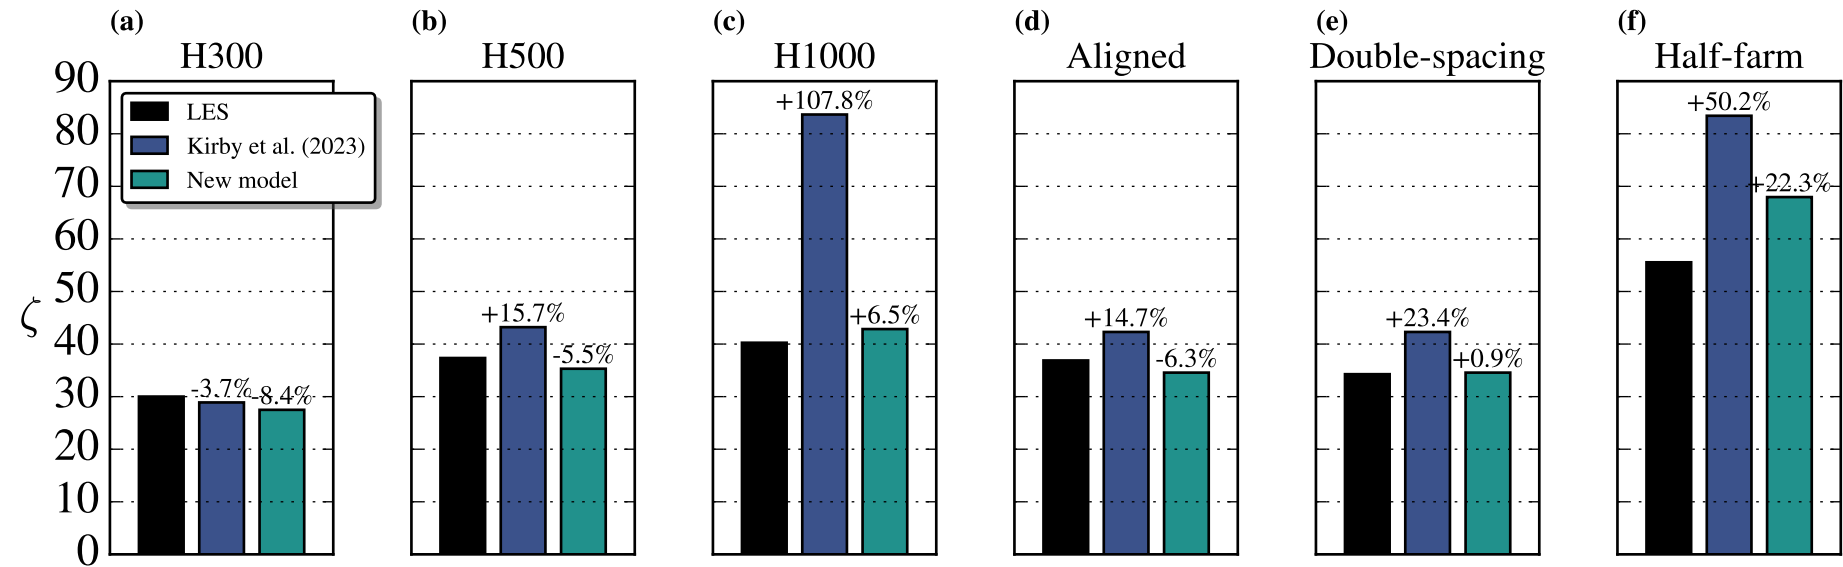 (a) (b) (c) (d) (e) (f)
H300 H500 H1000 Aligned Double-spacing Half-farm
LES
Kirby et al. (2023)
New model
ζ
90
80
70
60
50
40
30
20
10
0
-3.7% -8.4%
+15.7% -5.5%
+107.8% +6.5%
+14.7% -6.3%
+23.4% +0.9%
+50.2% +22.3%